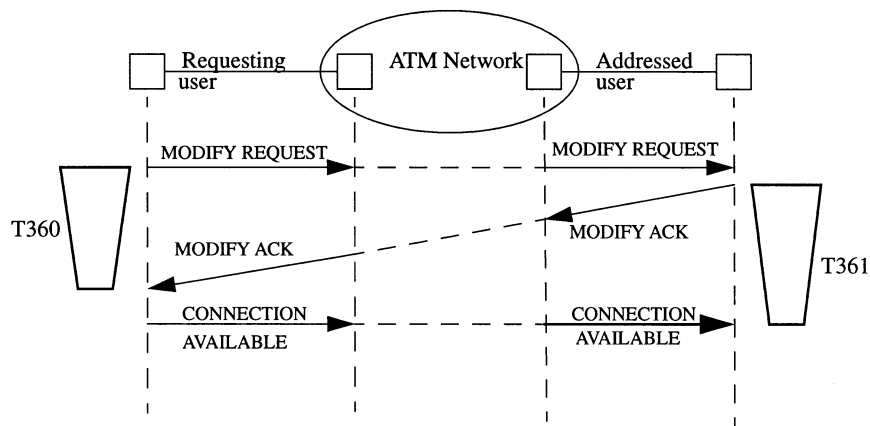 Requesting
user
ATM Network
Addressed
user
MODIFY REQUEST
MODIFY REQUEST
T360
MODIFY ACK
MODIFY ACK
T361
CONNECTION
AVAILABLE
CONNECTION
AVAILABLE